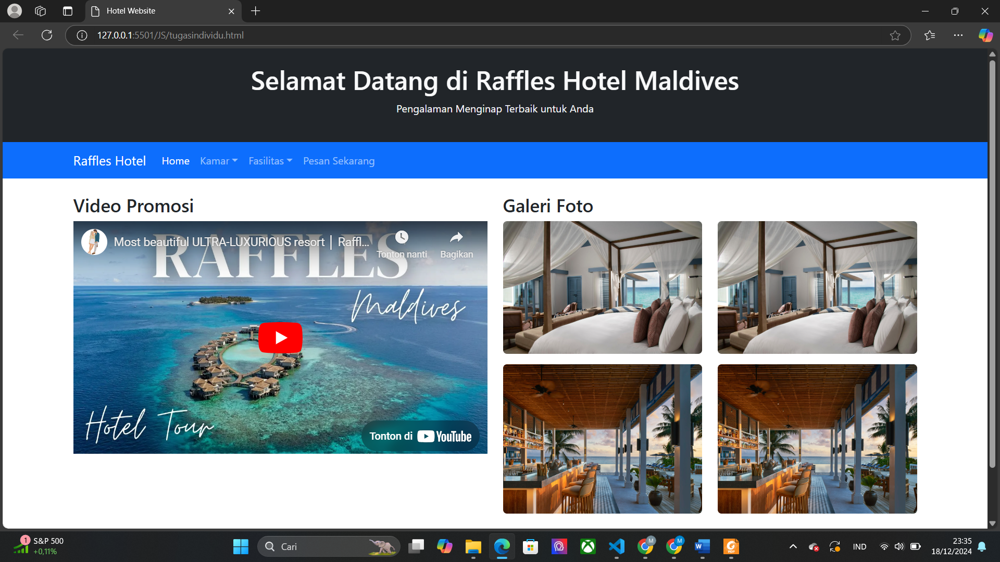 Hotel Website
127.0.0.1:5501/JS/tugasindividu.html
Selamat Datang di Raffles Hotel Maldives
Pengalaman Menginap Terbaik untuk Anda
Raffles Hotel Home Kamar Fasilitas Pesan Sekarang
Video Promosi
Most beautiful ULTRA-LUXURIOUS resort | Raffl...
Tonton nanti Bagikan
RAFFLES
Maldives
Hotel Tour
Tonton di YouTube
Galeri Foto
1 S&P 500
+0,11%
Cari
M
M
W
PDF
IND
23:35
18/12/2024